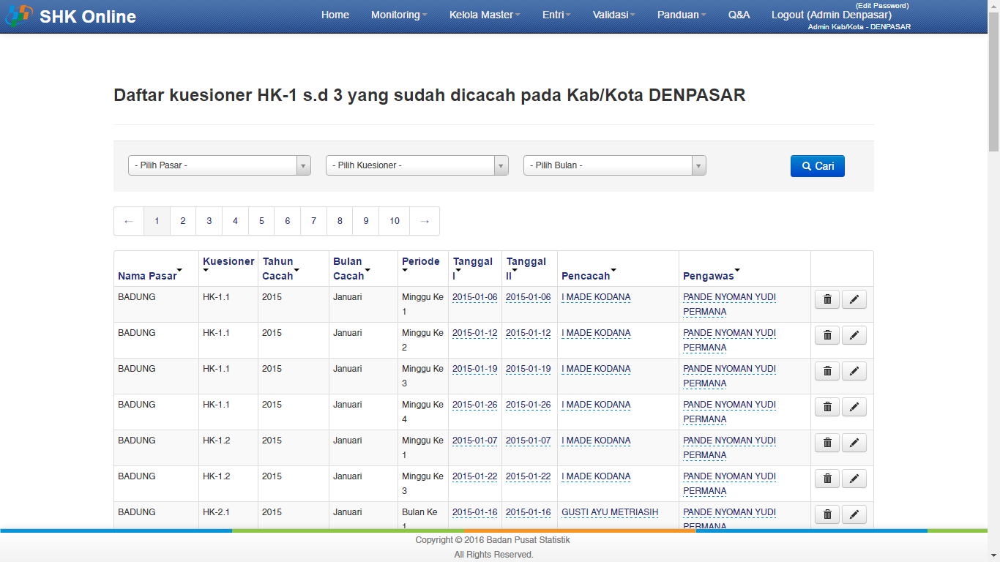 SHK Online
Home Monitoring Kelola Master Entri Validasi Panduan Q&A Logout (Admin Denpasar)
(Edit Password)
Admin Kab/Kota - DENPASAR
Daftar kuesioner HK-1 s.d 3 yang sudah dicacah pada Kab/Kota DENPASAR
- Pilih Pasar - - Pilih Kuesioner - - Pilih Bulan - Cari
← 1 2 3 4 5 6 7 8 9 10 →
Nama Pasar Kuesioner Tahun Cacah Bulan Cacah Periode Tanggal I Tanggal II Pencacah Pengawas
BADUNG HK-1.1 2015 Januari Minggu Ke 1 2015-01-06 2015-01-06 I MADE KODANA PANDE NYOMAN YUDI PERMANA
BADUNG HK-1.1 2015 Januari Minggu Ke 2 2015-01-12 2015-01-12 I MADE KODANA PANDE NYOMAN YUDI PERMANA
BADUNG HK-1.1 2015 Januari Minggu Ke 3 2015-01-19 2015-01-19 I MADE KODANA PANDE NYOMAN YUDI PERMANA
BADUNG HK-1.1 2015 Januari Minggu Ke 4 2015-01-26 2015-01-26 I MADE KODANA PANDE NYOMAN YUDI PERMANA
BADUNG HK-1.2 2015 Januari Minggu Ke 1 2015-01-07 2015-01-07 I MADE KODANA PANDE NYOMAN YUDI PERMANA
BADUNG HK-1.2 2015 Januari Minggu Ke 3 2015-01-22 2015-01-22 I MADE KODANA PANDE NYOMAN YUDI PERMANA
BADUNG HK-2.1 2015 Januari Bulan Ke 1 2015-01-16 2015-01-16 GUSTI AYU METRIASIH PANDE NYOMAN YUDI PERMANA
Copyright © 2016 Badan Pusat Statistik
All Rights Reserved.